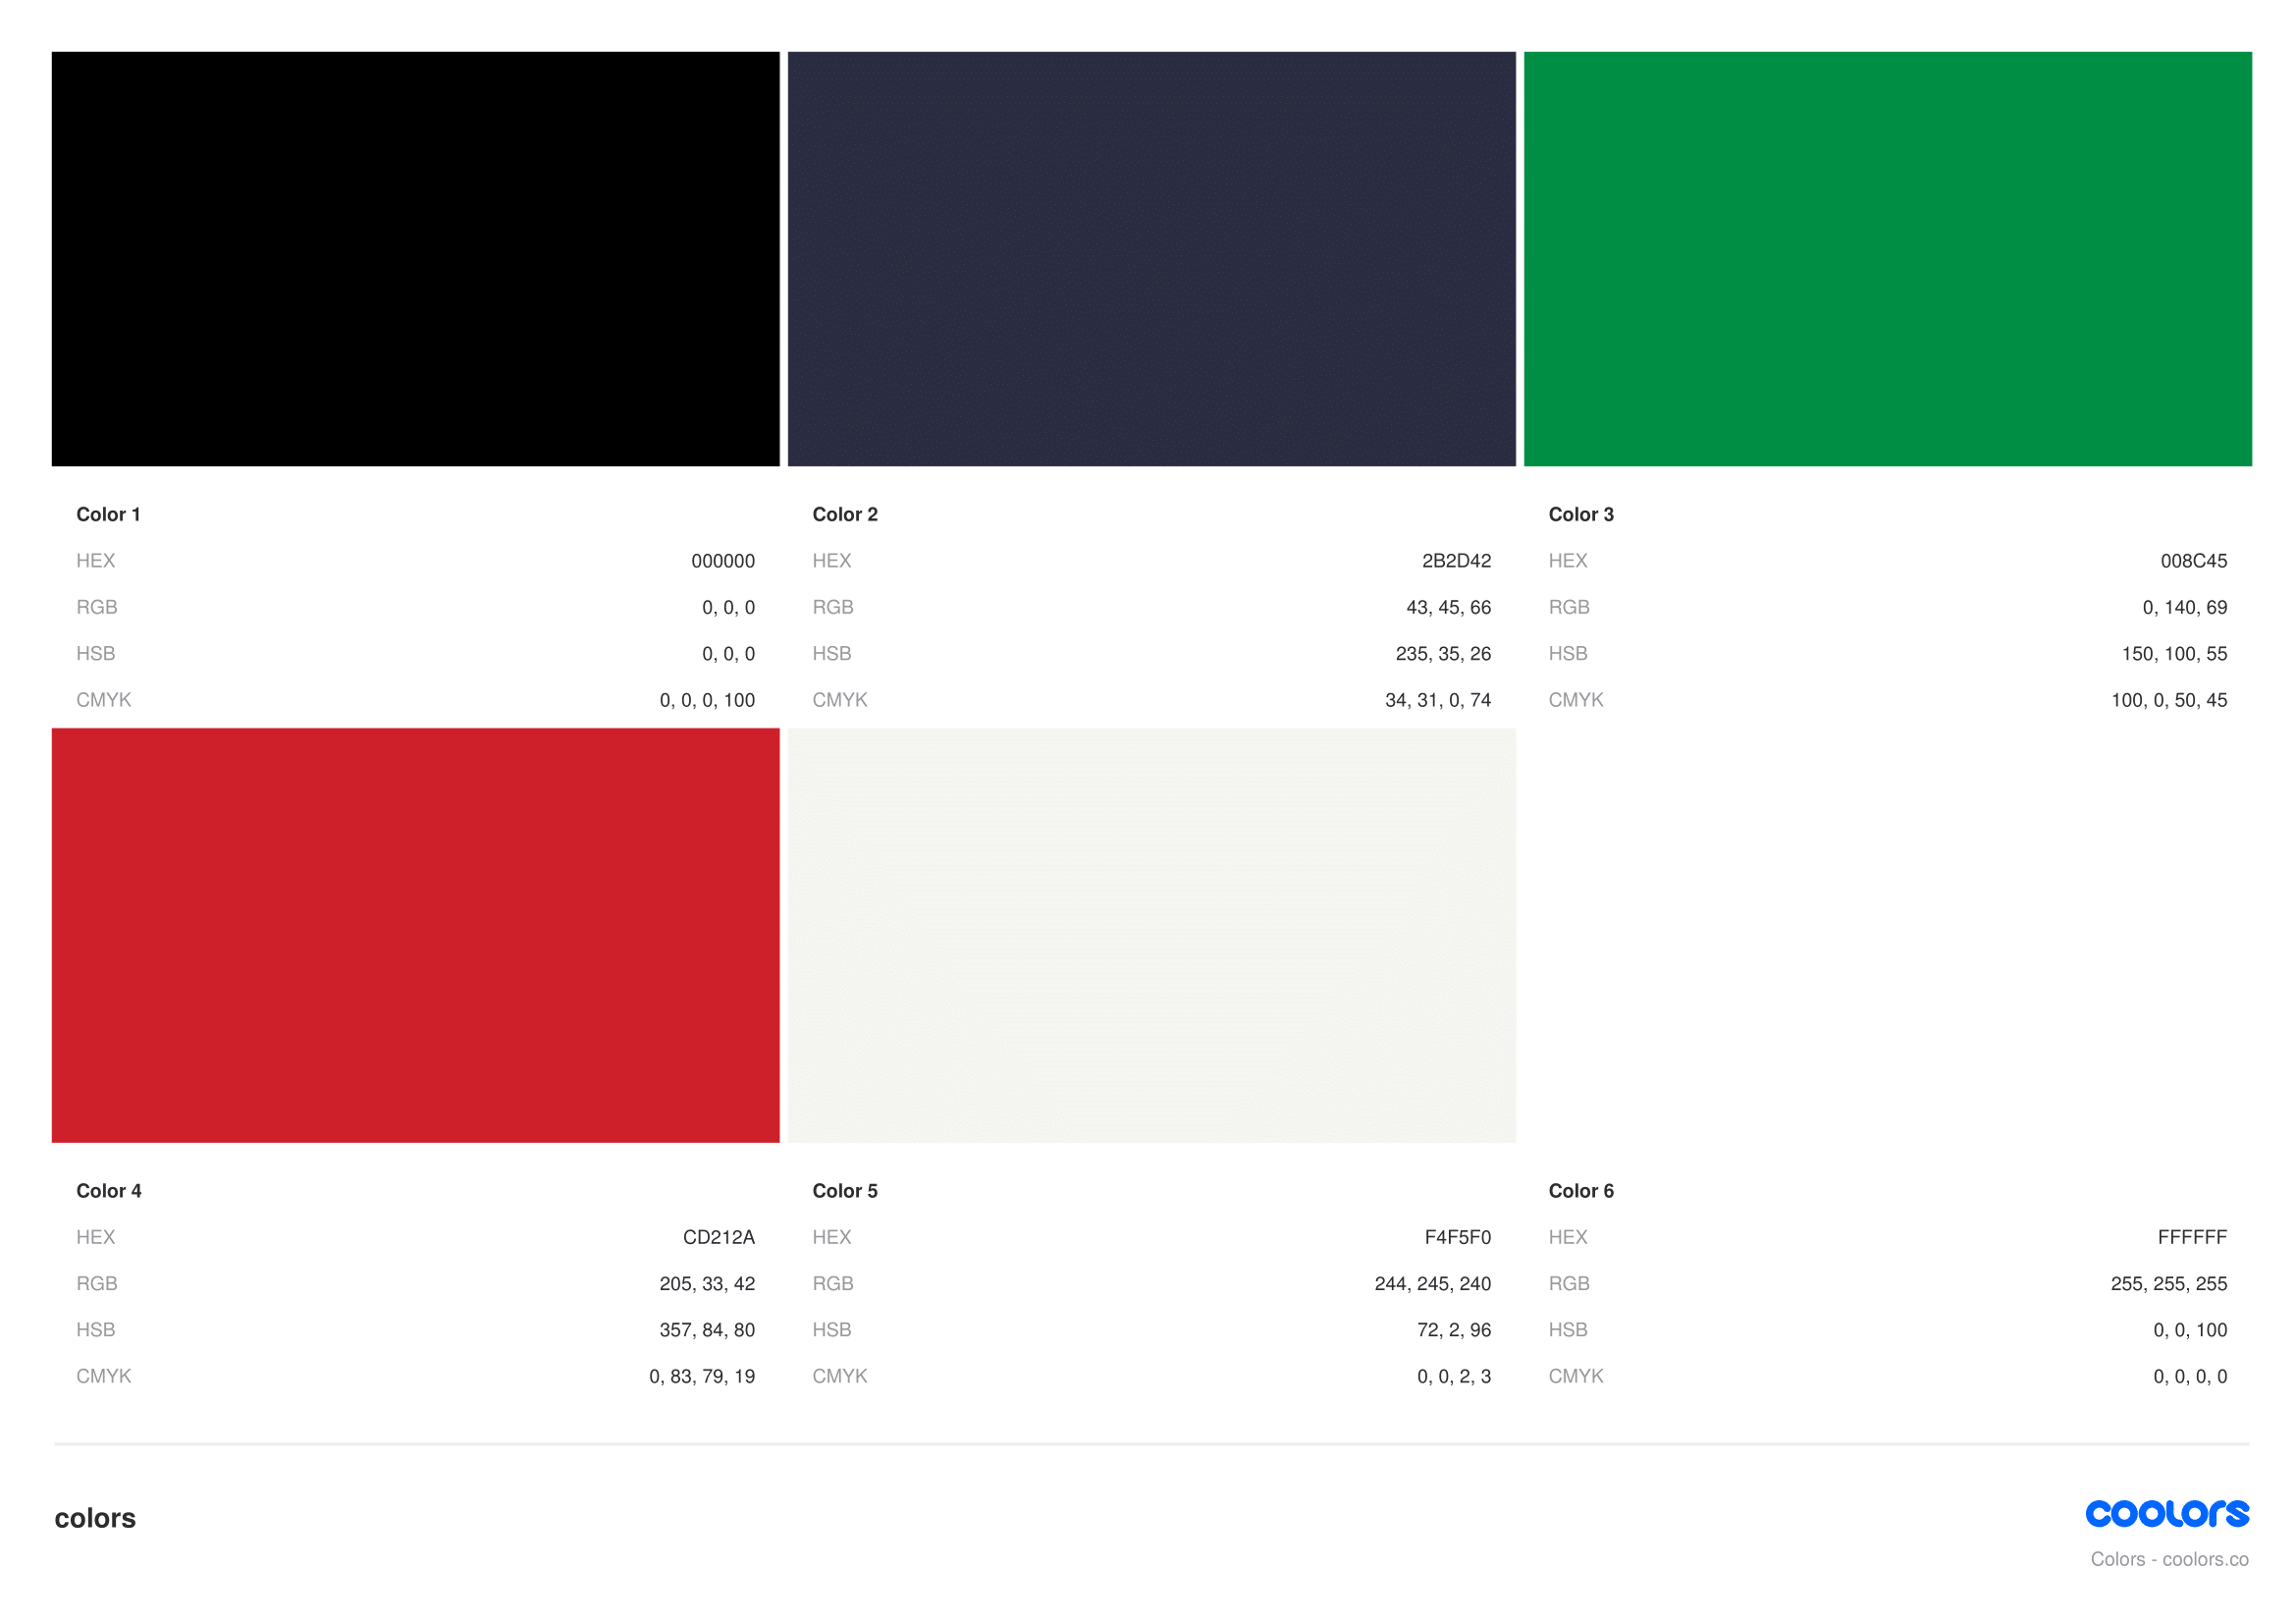 Color 1
HEX 000000
RGB 0, 0, 0
HSB 0, 0, 0
CMYK 0, 0, 0, 100
Color 2
HEX 2B2D42
RGB 43, 45, 66
HSB 235, 35, 26
CMYK 34, 31, 0, 74
Color 3
HEX 008C45
RGB 0, 140, 69
HSB 150, 100, 55
CMYK 100, 0, 50, 45
Color 4
HEX CD212A
RGB 205, 33, 42
HSB 357, 84, 80
CMYK 0, 83, 79, 19
Color 5
HEX F4F5F0
RGB 244, 245, 240
HSB 72, 2, 96
CMYK 0, 0, 2, 3
Color 6
HEX FFFFFF
RGB 255, 255, 255
HSB 0, 0, 100
CMYK 0, 0, 0, 0
colors
coolors
Colors - coolors.co